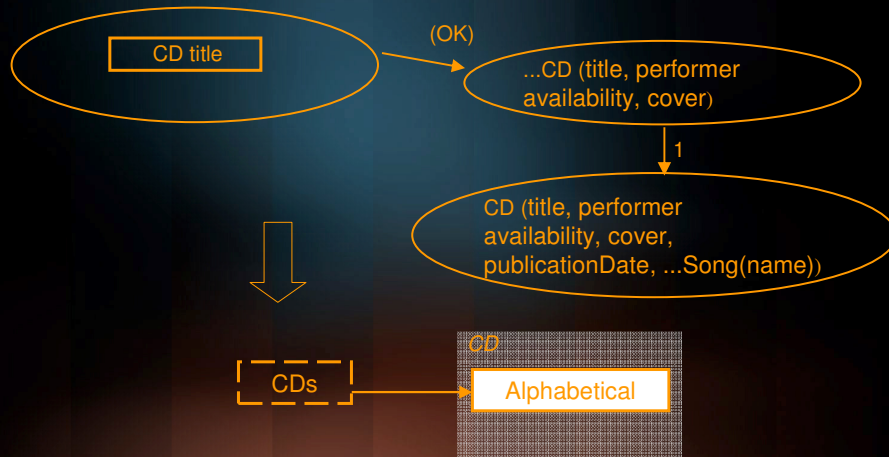 CD title
(OK)
...CD (title, performer
availability, cover)
1
CD (title, performer
availability, cover,
publicationDate, ...Song(name))
CD
CDs
Alphabetical